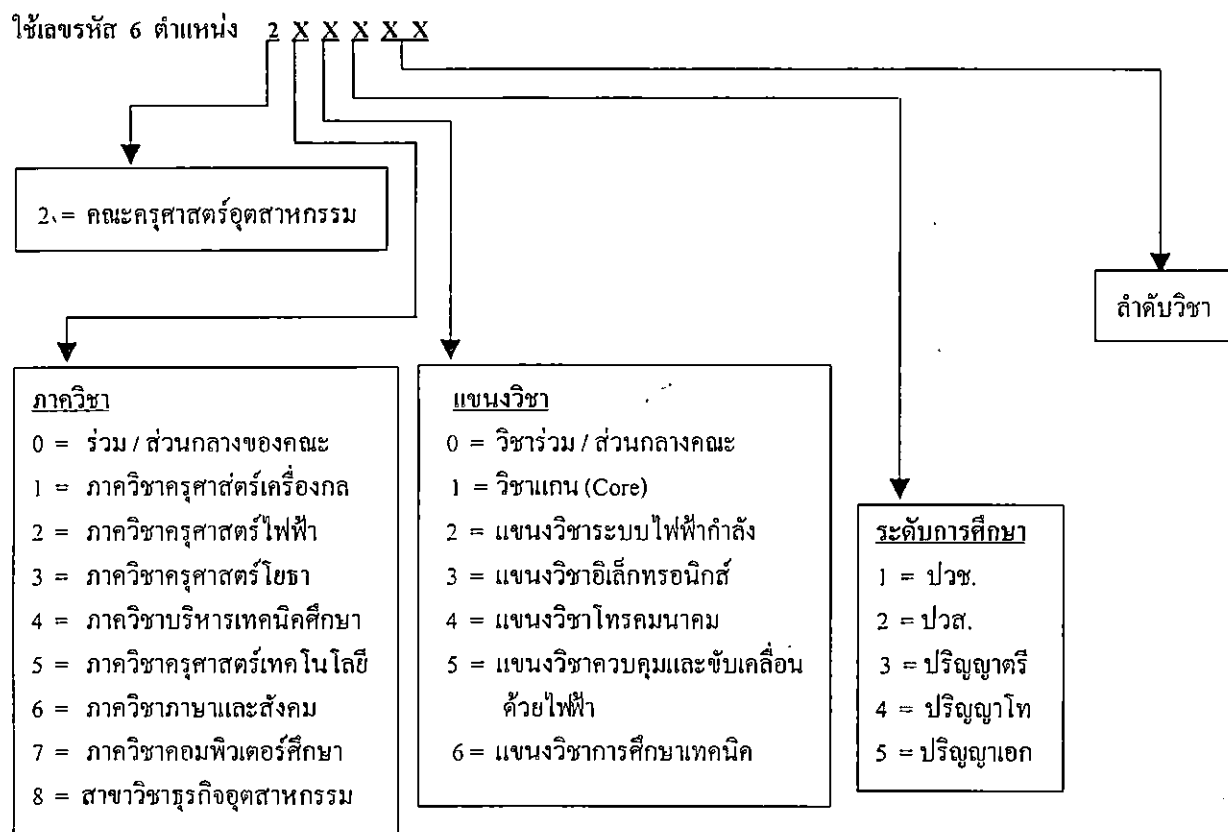 ใช้เลขรหัส 6 ตำแหน่ง 2 X X X X X
2. = คณะครุศาสตร์อุตสาหกรรม
ลำดับวิชา
ภาควิชา
0 = ร่วม / ส่วนกลางของคณะ
1 = ภาควิชาครุศาสตร์เครื่องกล
2 = ภาควิชาครุศาสตร์ไฟฟ้า
3 = ภาควิชาครุศาสตร์โยธา
4 = ภาควิชาบริหารเทคนิคศึกษา
5 = ภาควิชาครุศาสตร์เทคโนโลยี
6 = ภาควิชาภาษาและสังคม
7 = ภาควิชาคอมพิวเตอร์ศึกษา
8 = สาขาวิชาธุรกิจอุตสาหกรรม
แขนงวิชา
0 = วิชาร่วม / ส่วนกลางคณะ
1 = วิชาแกน (Core)
2 = แขนงวิชาระบบไฟฟ้ากำลัง
3 = แขนงวิชาอิเล็กทรอนิกส์
4 = แขนงวิชาโทรคมนาคม
5 = แขนงวิชาควบคุมและขับเคลื่อน
ด้วยไฟฟ้า
6 = แขนงวิชาการศึกษาเทคนิค
ระดับการศึกษา
1 = ปวช.
2 = ปวส.
3 = ปริญญาตรี
4 = ปริญญาโท
5 = ปริญญาเอก